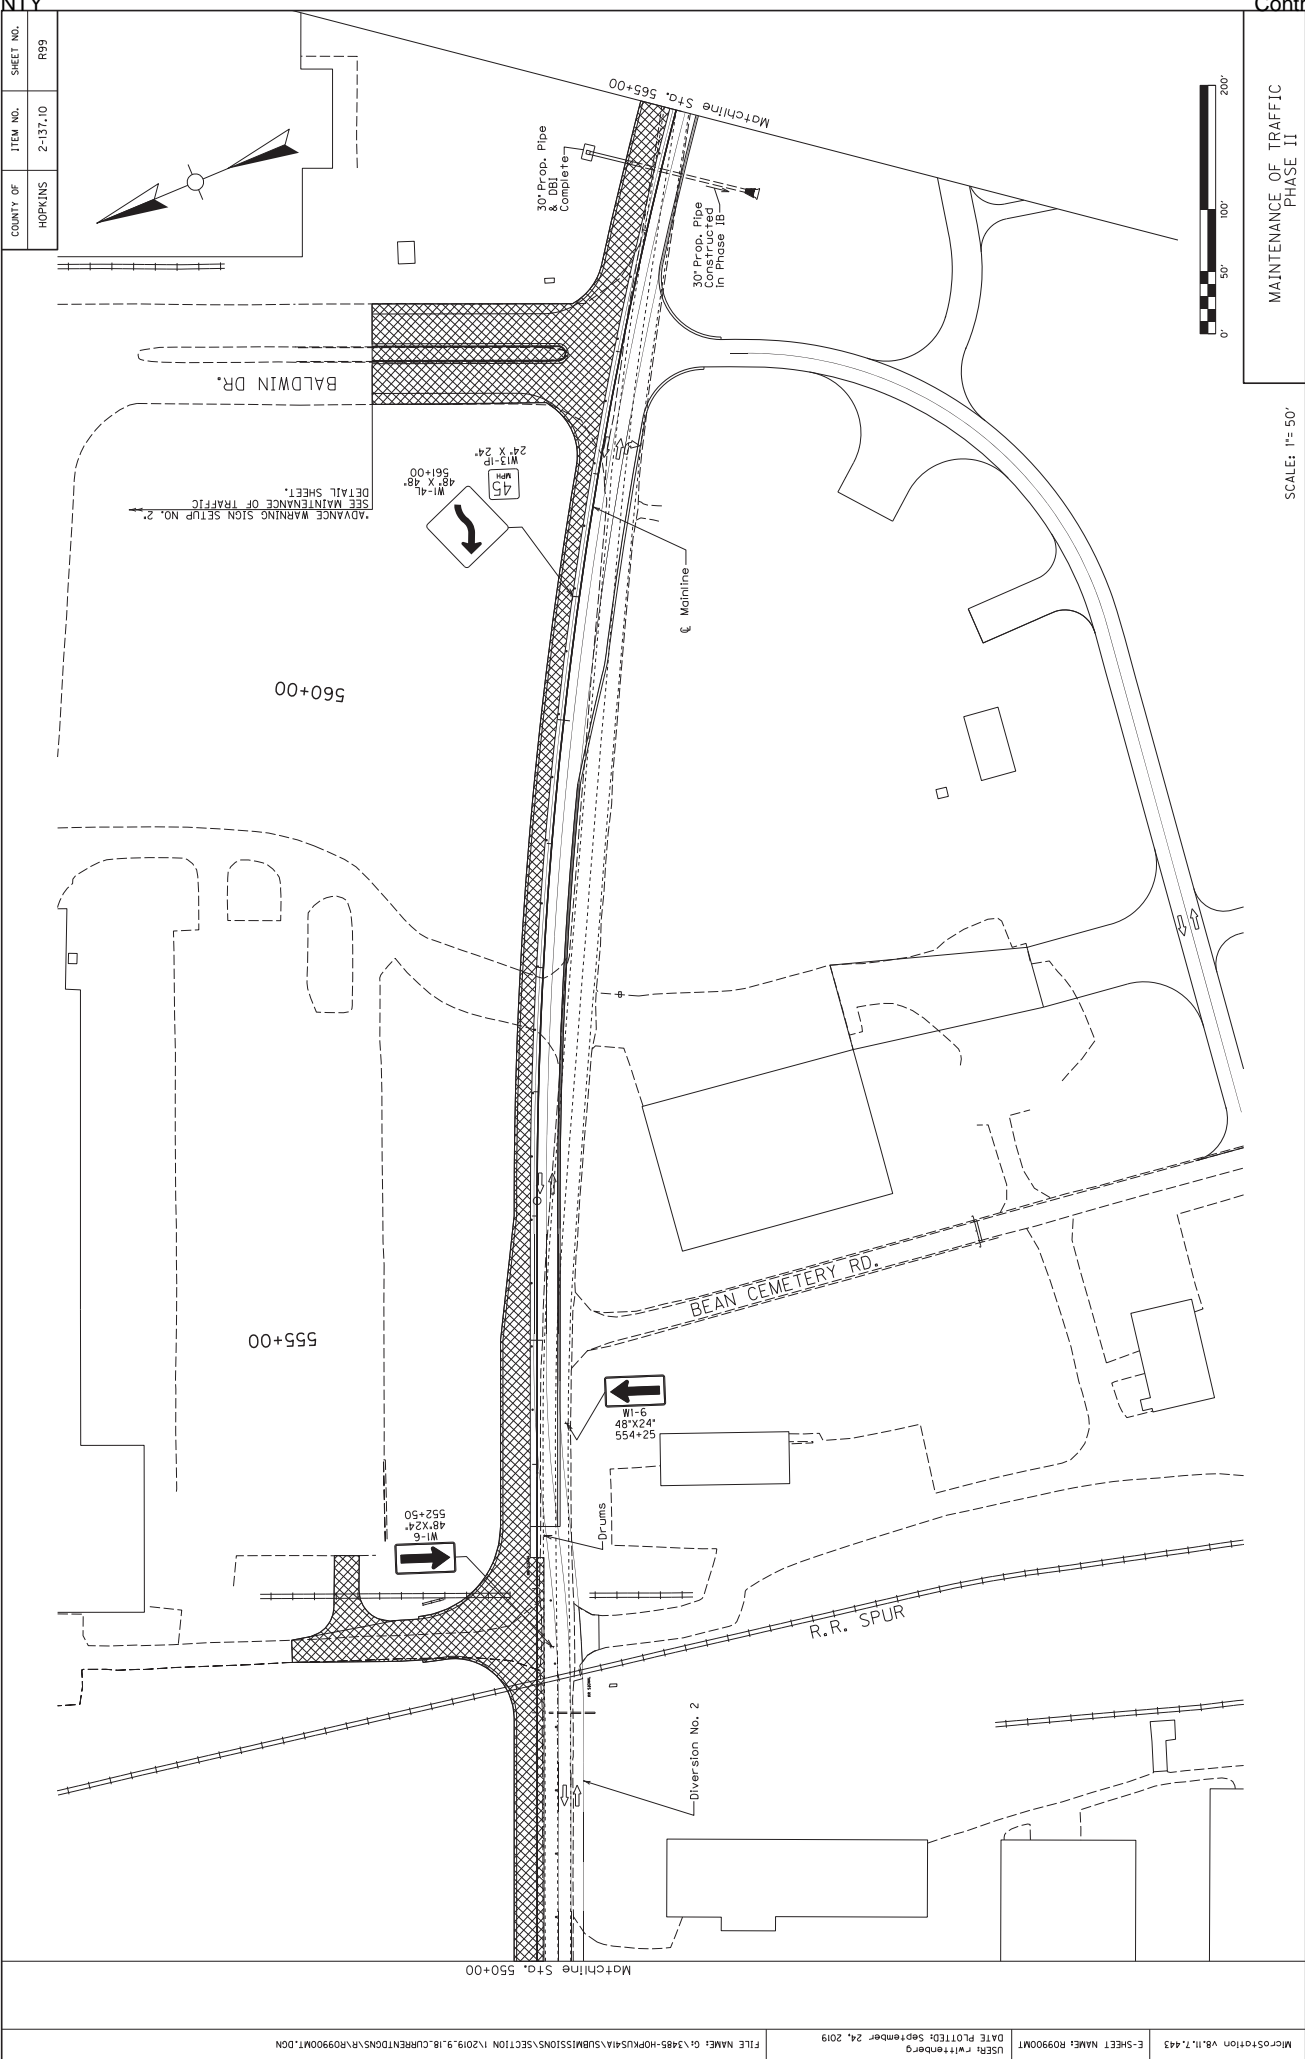 NTY
Contr
COUNTY OF
ITEM NO.
SHEET NO.
HOPKINS
2-137.10
R99
MAINTENANCE OF TRAFFIC
PHASE II
SCALE: 1"= 50'
0'
50'
100'
200'
Matchline Sta. 565+00
30" Prop. Pipe
& DBI
Complete
30" Prop. Pipe
Constructed
In Phase IB
BALDWIN DR.
*ADVANCE WARNING SIGN SETUP NO. 2"
SEE MAINTENANCE OF TRAFFIC
DETAIL SHEET.
W1-4L
48" X 48"
561+00
45
MPH
W13-1P
24" X 24"
℄ Mainline
560+00
555+00
BEAN CEMETERY RD.
W1-6
48"X24"
554+25
W1-6
48"X24"
552+50
Drums
R.R. SPUR
Diversion No. 2
Matchline Sta. 550+00
MicroStation v8.11.7.443
E-SHEET NAME: R09900MT
USER: rwittenberg
DATE PLOTTED: September 24, 2019
FILE NAME: G:\3485-HOPKUS41A\SUBMISSIONS\SECTION 1\2019_9_18_CURRENTDGNS\R\R09900MT.DGN